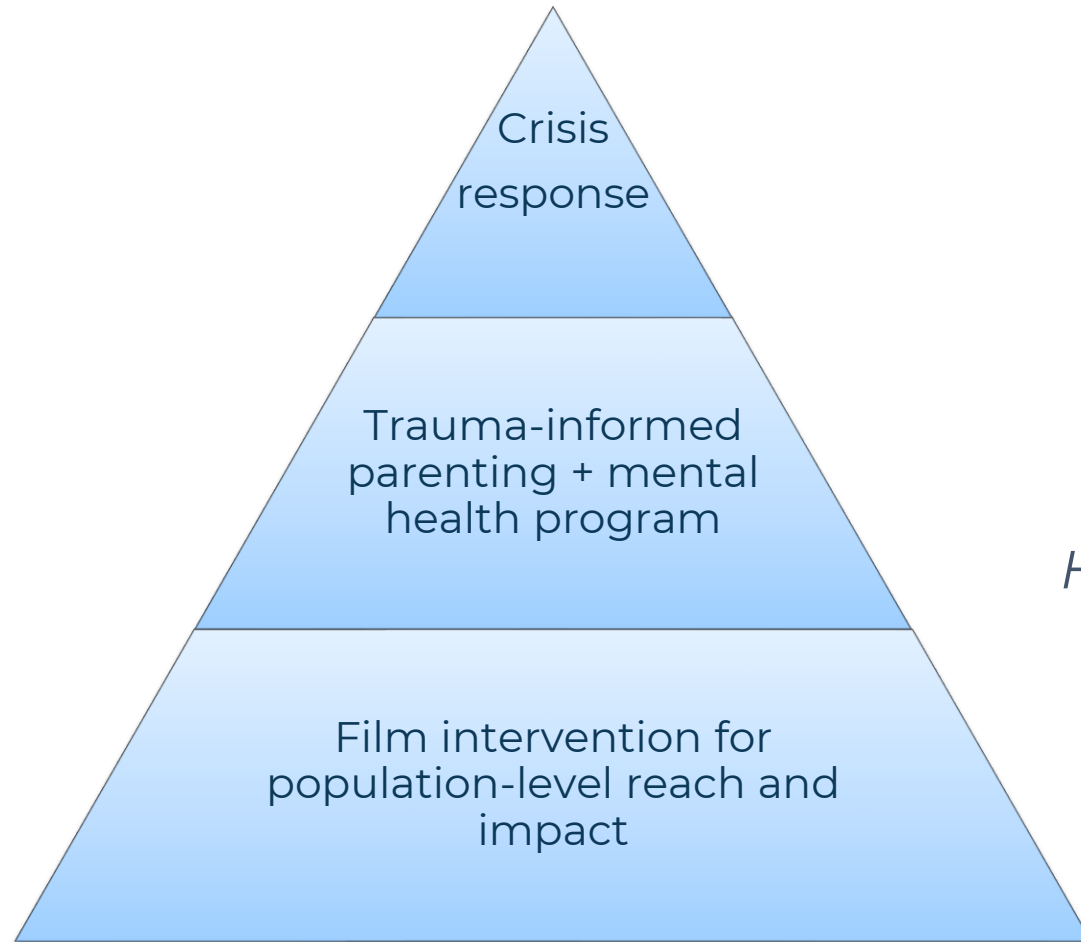 Crisis
response
Trauma-informed
parenting + mental
health program
H
Film intervention for
population-level reach and
impact